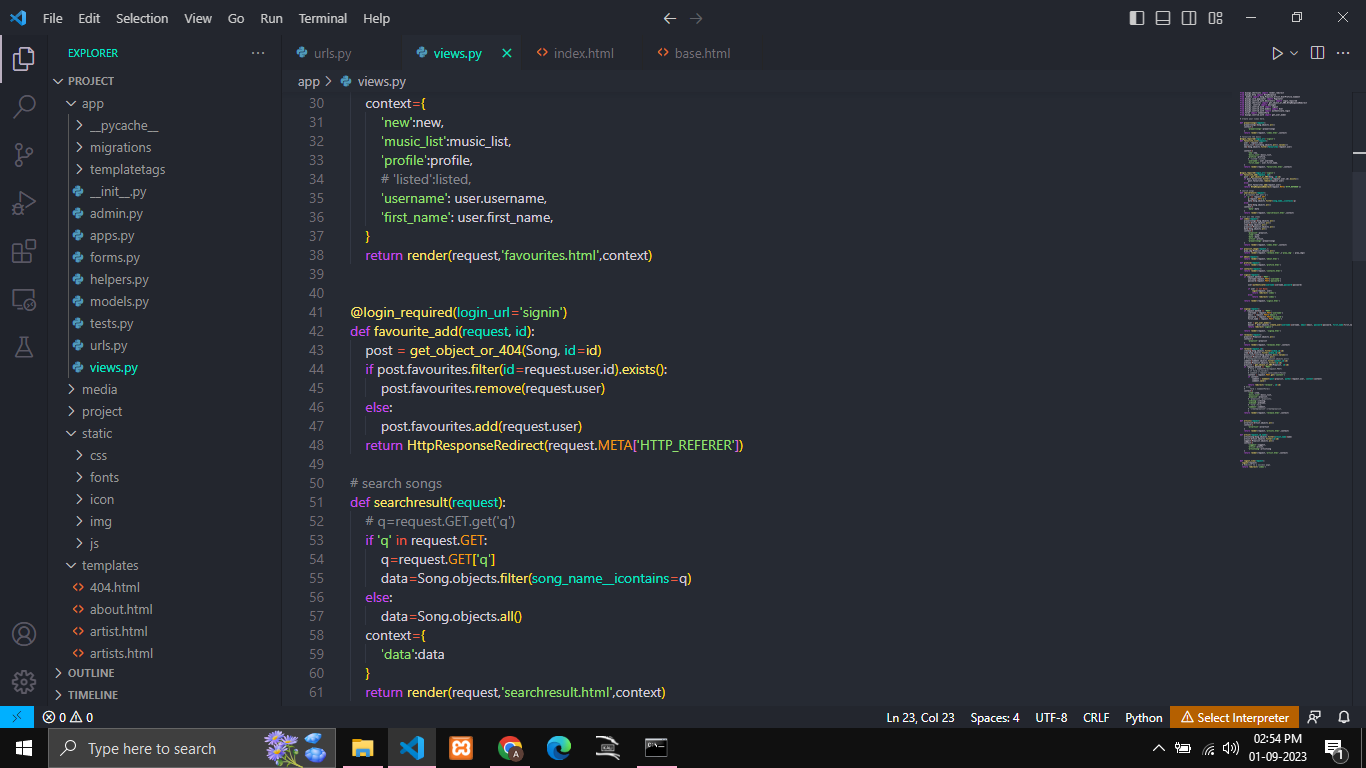 File Edit Selection View Go Run Terminal Help
EXPLORER
urls.py
views.py
index.html
base.html
PROJECT
app
__pycache__
migrations
templatetags
__init__.py
admin.py
apps.py
forms.py
helpers.py
models.py
tests.py
urls.py
views.py
media
project
static
css
fonts
icon
img
js
templates
404.html
about.html
artist.html
artists.html
OUTLINE
TIMELINE
app > views.py
30 context={
31 'new':new,
32 'music_list':music_list,
33 'profile':profile,
34 # 'listed':listed,
35 'username': user.username,
36 'first_name': user.first_name,
37 }
38 return render(request,'favourites.html',context)
39
40
41 @login_required(login_url='signin')
42 def favourite_add(request, id):
43 post = get_object_or_404(Song, id=id)
44 if post.favourites.filter(id=request.user.id).exists():
45 post.favourites.remove(request.user)
46 else:
47 post.favourites.add(request.user)
48 return HttpResponseRedirect(request.META['HTTP_REFERER'])
49
50 # search songs
51 def searchresult(request):
52 # q=request.GET.get('q')
53 if 'q' in request.GET:
54 q=request.GET['q']
55 data=Song.objects.filter(song_name__icontains=q)
56 else:
57 data=Song.objects.all()
58 context={
59 'data':data
60 }
61 return render(request,'searchresult.html',context)
0 0
Ln 23, Col 23 Spaces: 4 UTF-8 CRLF Python Select Interpreter
Type here to search
02:54 PM
01-09-2023
1